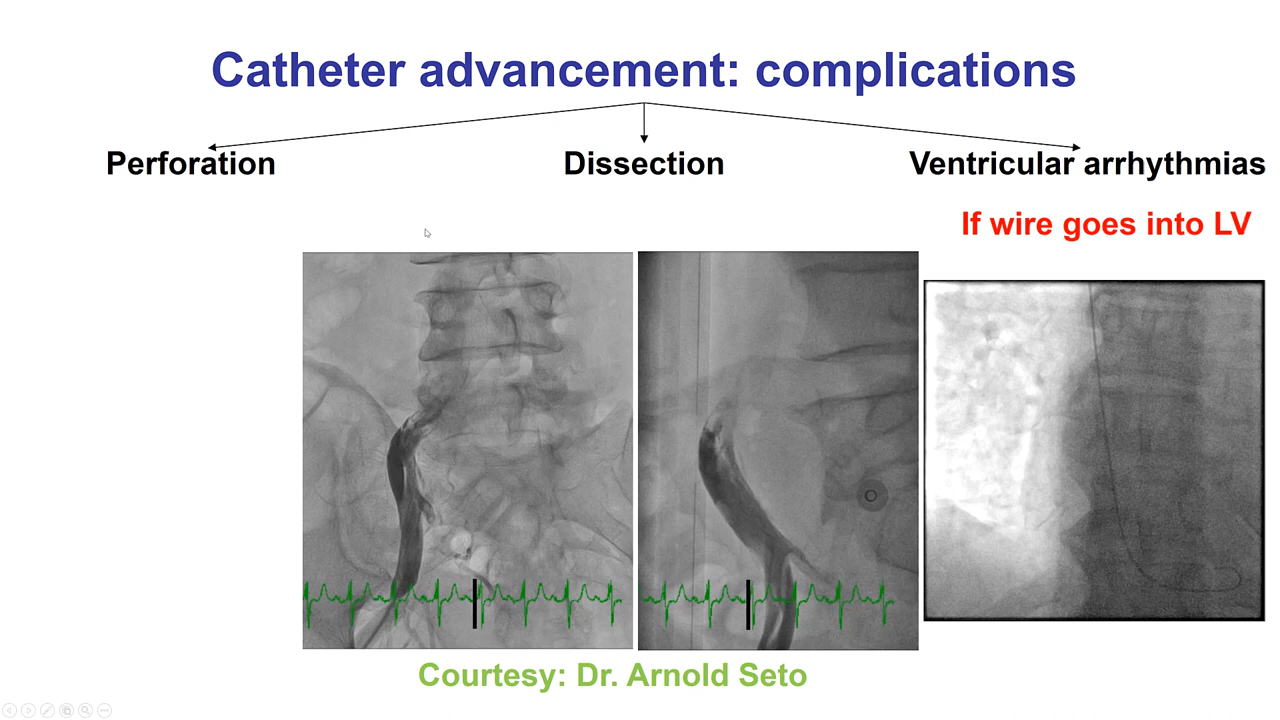 Catheter advancement: complications
Perforation
Dissection
Ventricular arrhythmias
If wire goes into LV
Courtesy: Dr. Arnold Seto